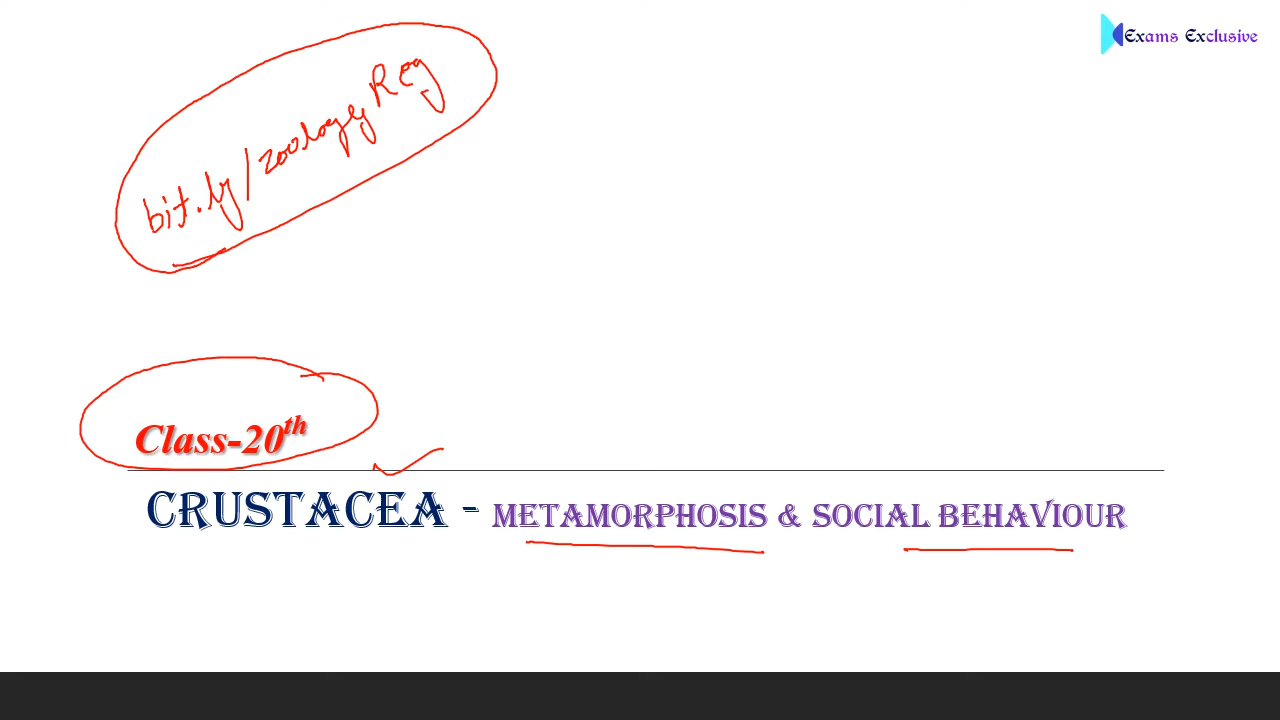 Exams Exclusive
bit.ly/zoologyReg
Class-20th
CRUSTACEA - METAMORPHOSIS & SOCIAL BEHAVIOUR